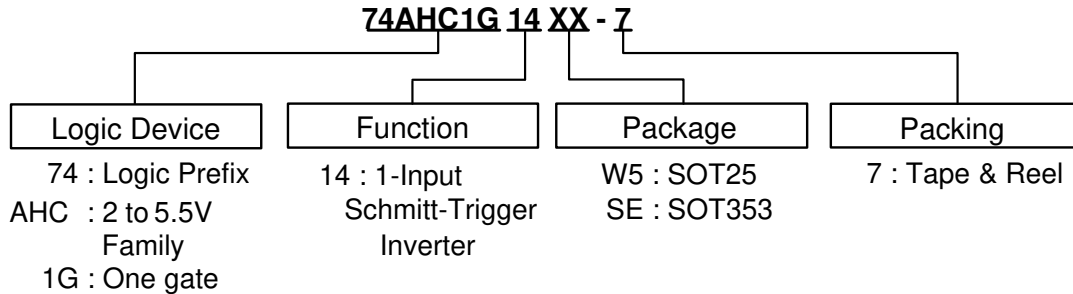 74AHC1G 14 XX - 7
Logic Device
74 : Logic Prefix
AHC : 2 to 5.5V
Family
1G : One gate
Function
14 : 1-Input
Schmitt-Trigger
Inverter
Package
W5 : SOT25
SE : SOT353
Packing
7 : Tape & Reel